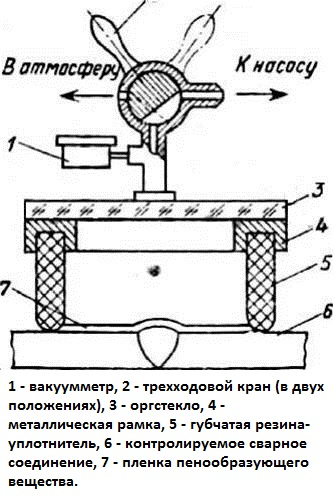 В атмосферу
К насосу
1
3
4
5
7
6
1 - вакуумметр, 2 - трехходовой кран (в двух
положениях), 3 - оргстекло, 4 -
металлическая рамка, 5 - губчатая резина-
уплотнитель, 6 - контролируемое сварное
соединение, 7 - пленка пенообразующего
вещества.